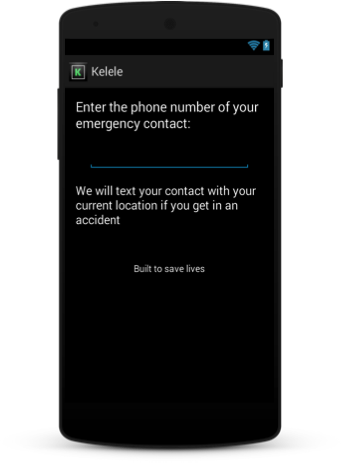 K Kelele
Enter the phone number of your
emergency contact:
We will text your contact with your
current location if you get in an
accident
Built to save lives